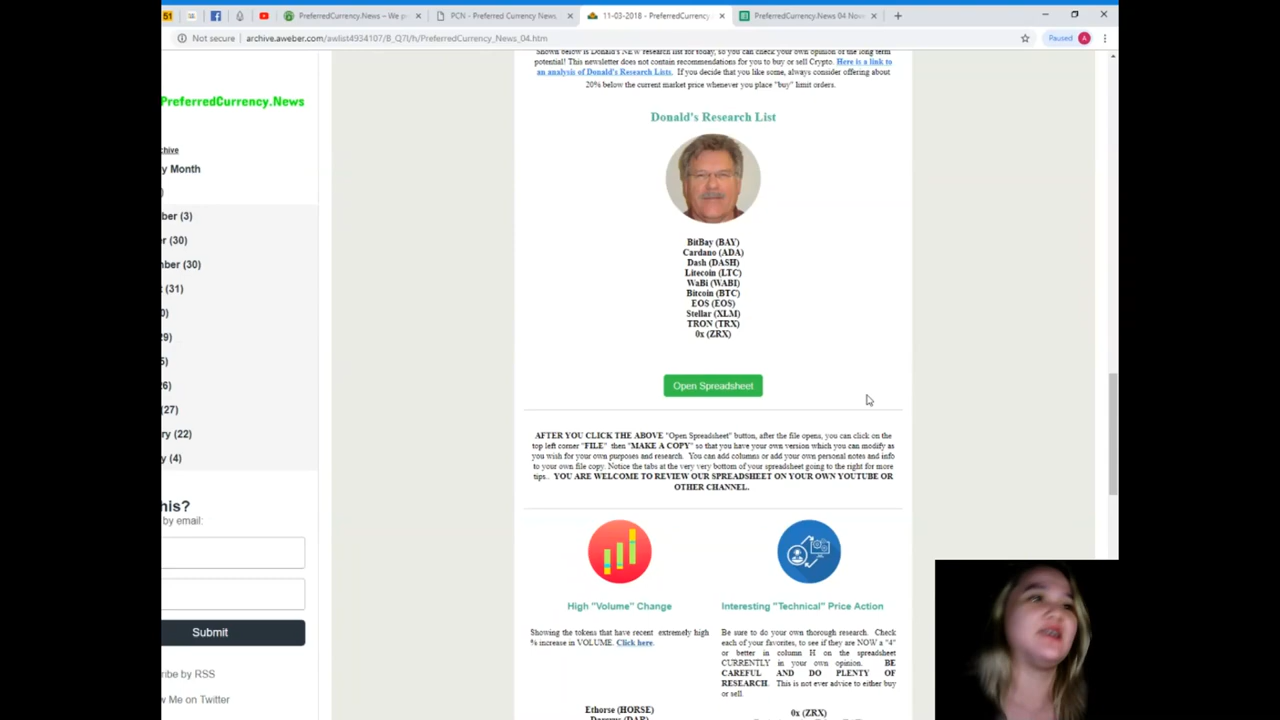 51
PreferredCurrency.News – We p
PCN - Preferred Currency News.
11-03-2018 - PreferredCurrency
PreferredCurrency.News 04 Nov
Not secure | archive.aweber.com/awlist4934107/B_Q7I/h/PreferredCurrency_News_04.htm
Paused A
Shown below is Donald's NEW research list for today, so you can check your own opinion of the long term
potential! This newsletter does not contain recommendations for you to buy or sell Crypto. Here is a link to
an analysis of Donald's Research Lists. If you decide that you like some, always consider offering about
20% below the current market price whenever you place "buy" limit orders.
PreferredCurrency.News
chive
y Month
)
ber (3)
r (30)
mber (30)
t (31)
0)
29)
5)
26)
(27)
ry (22)
y (4)
his?
by email:
Submit
ibe by RSS
w Me on Twitter
Donald's Research List
BitBay (BAY)
Cardano (ADA)
Dash (DASH)
Litecoin (LTC)
WaBi (WABI)
Bitcoin (BTC)
EOS (EOS)
Stellar (XLM)
TRON (TRX)
0x (ZRX)
Open Spreadsheet
AFTER YOU CLICK THE ABOVE "Open Spreadsheet" button, after the file opens, you can click on the
top left corner "FILE" then "MAKE A COPY" so that you have your own version which you can modify as
you wish for your own purposes and research. You can add columns or add your own personal notes and info
to your own file copy. Notice the tabs at the very very bottom of your spreadsheet going to the right for more
tips.. YOU ARE WELCOME TO REVIEW OUR SPREADSHEET ON YOUR OWN YOUTUBE OR
OTHER CHANNEL.
High "Volume" Change
Showing the tokens that have recent extremely high
% increase in VOLUME. Click here.
Ethorse (HORSE)
Interesting "Technical" Price Action
Be sure to do your own thorough research. Check
each of your favorites, to see if they are NOW a "4"
or better in column H on the spreadsheet
CURRENTLY in your own opinion. BE
CAREFUL AND DO PLENTY OF
RESEARCH. This is not ever advice to either buy
or sell.
0x (ZRX)